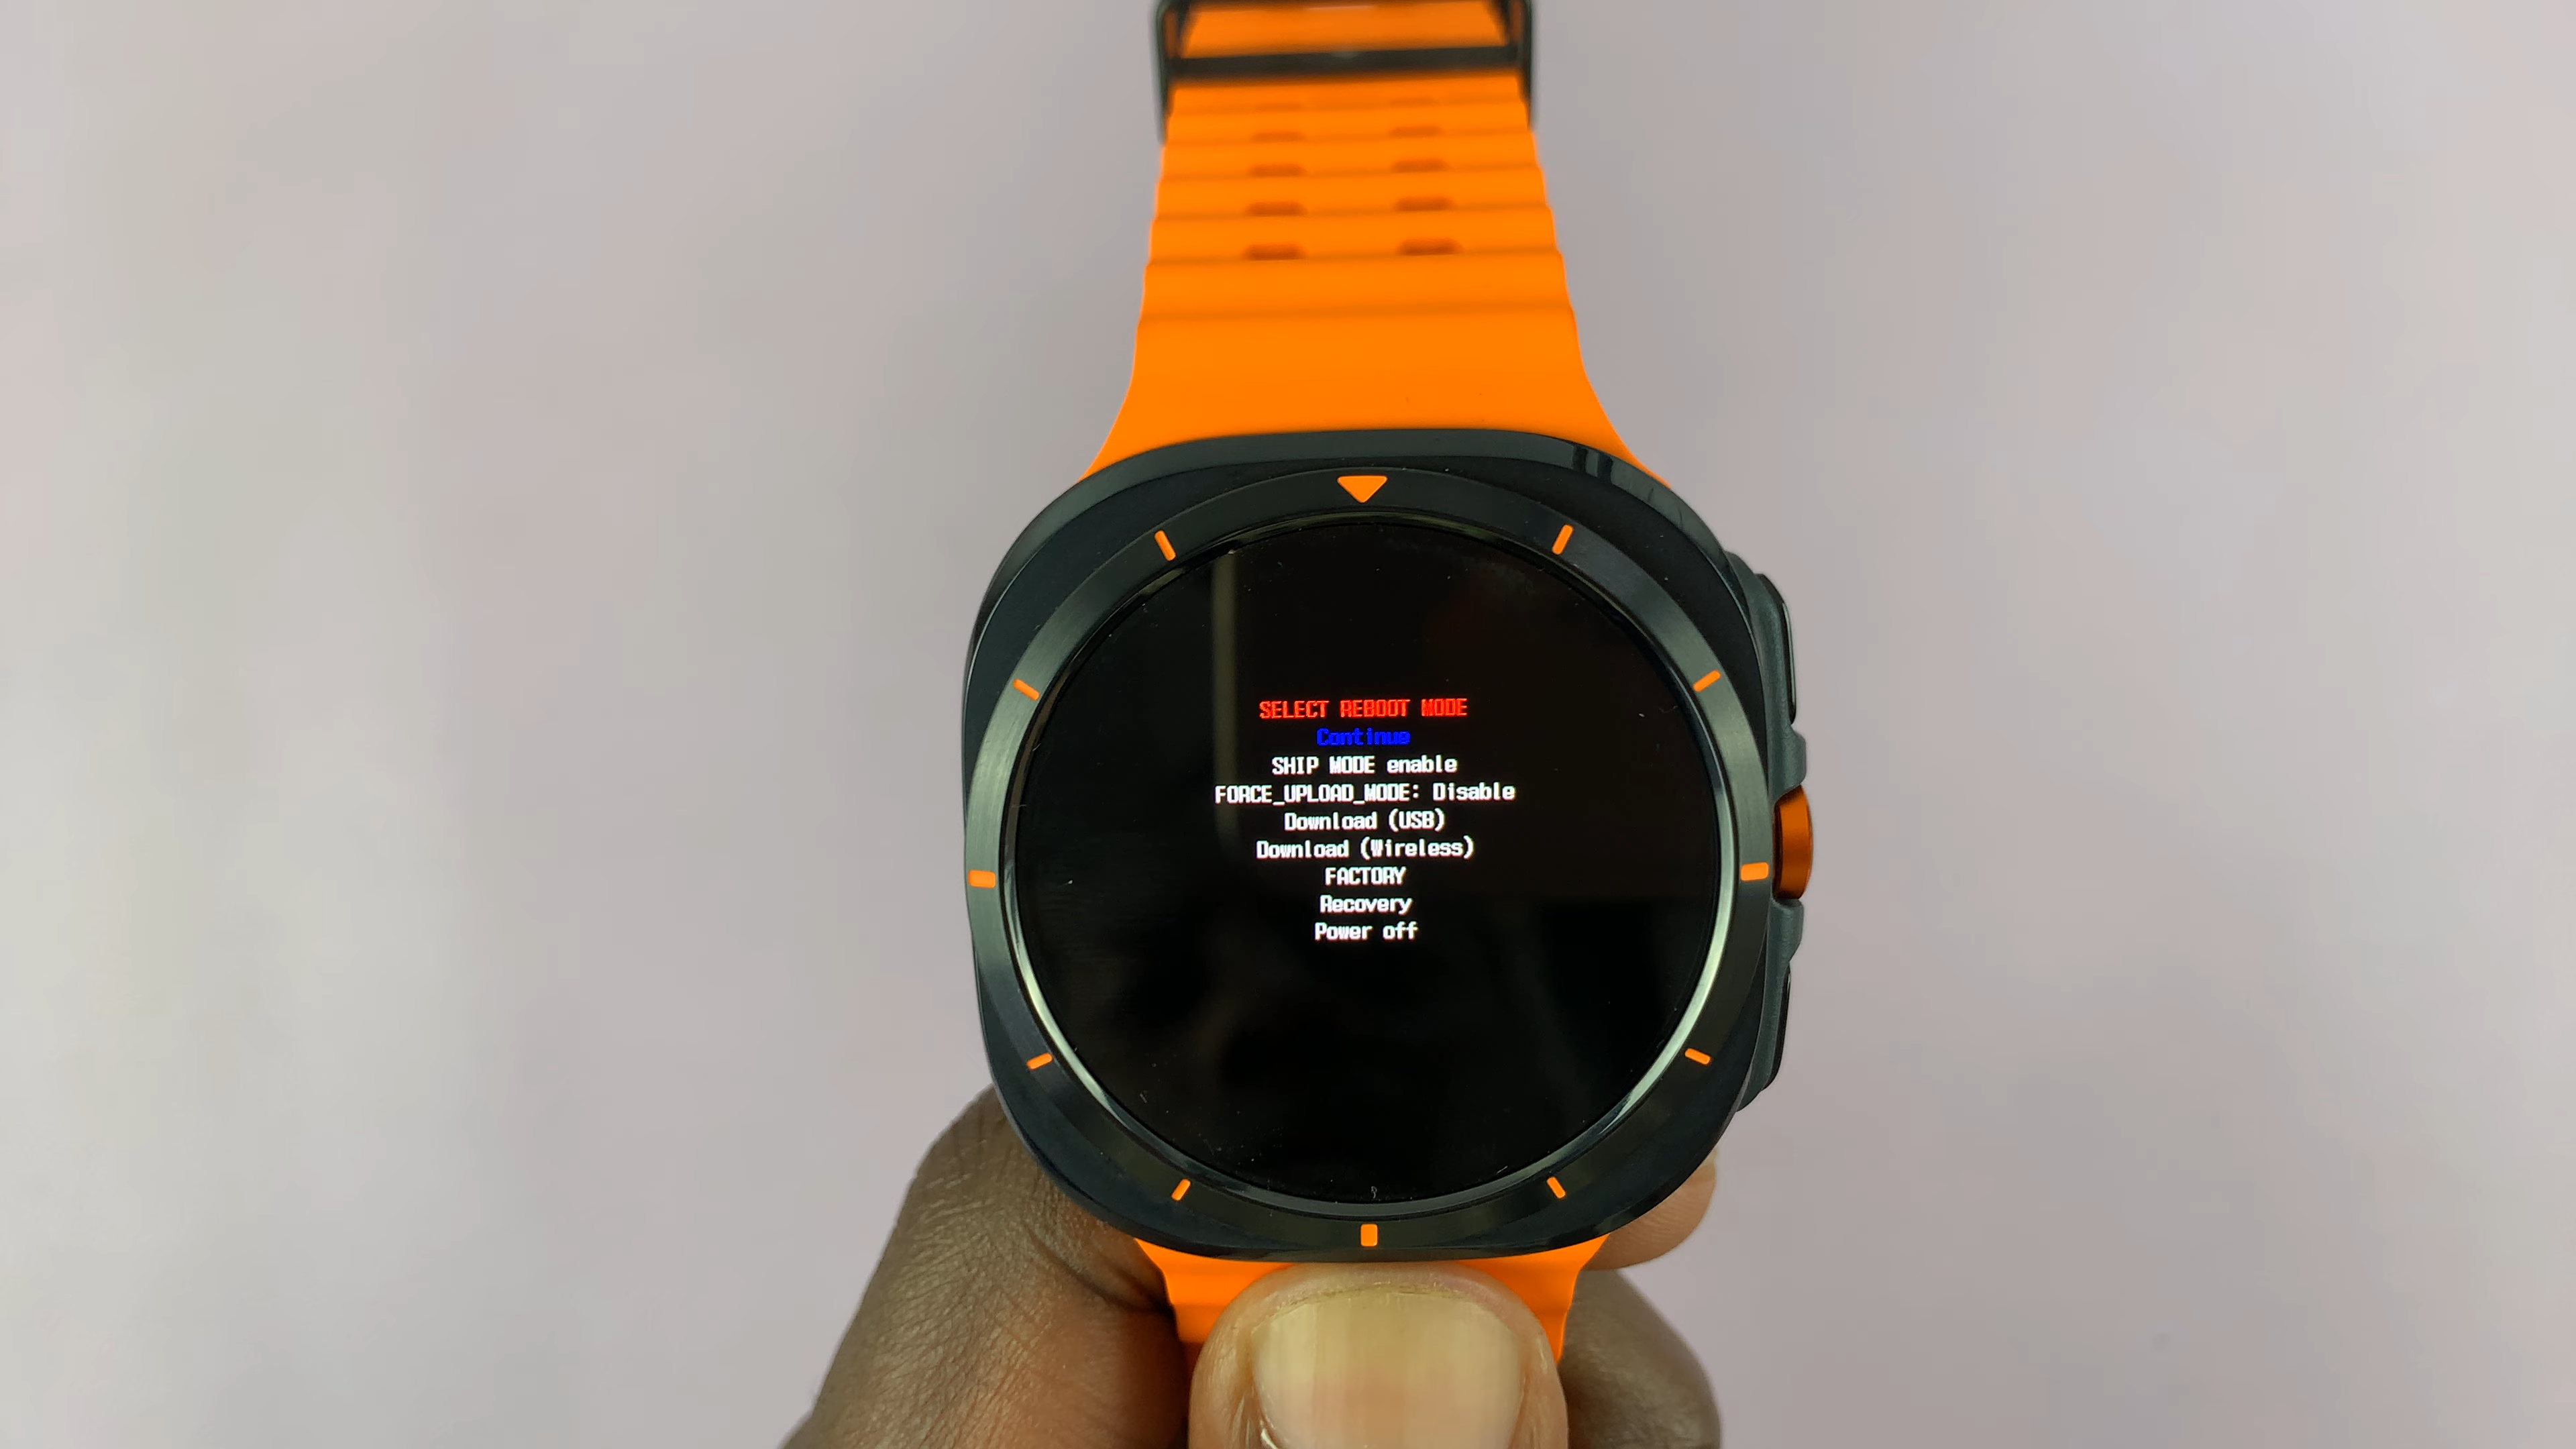 SELECT REBOOT MODE
Continue
SHIP MODE enable
FORCE_UPLOAD_MODE: Disable
Download (USB)
Download (Wireless)
FACTORY
Recovery
Power off